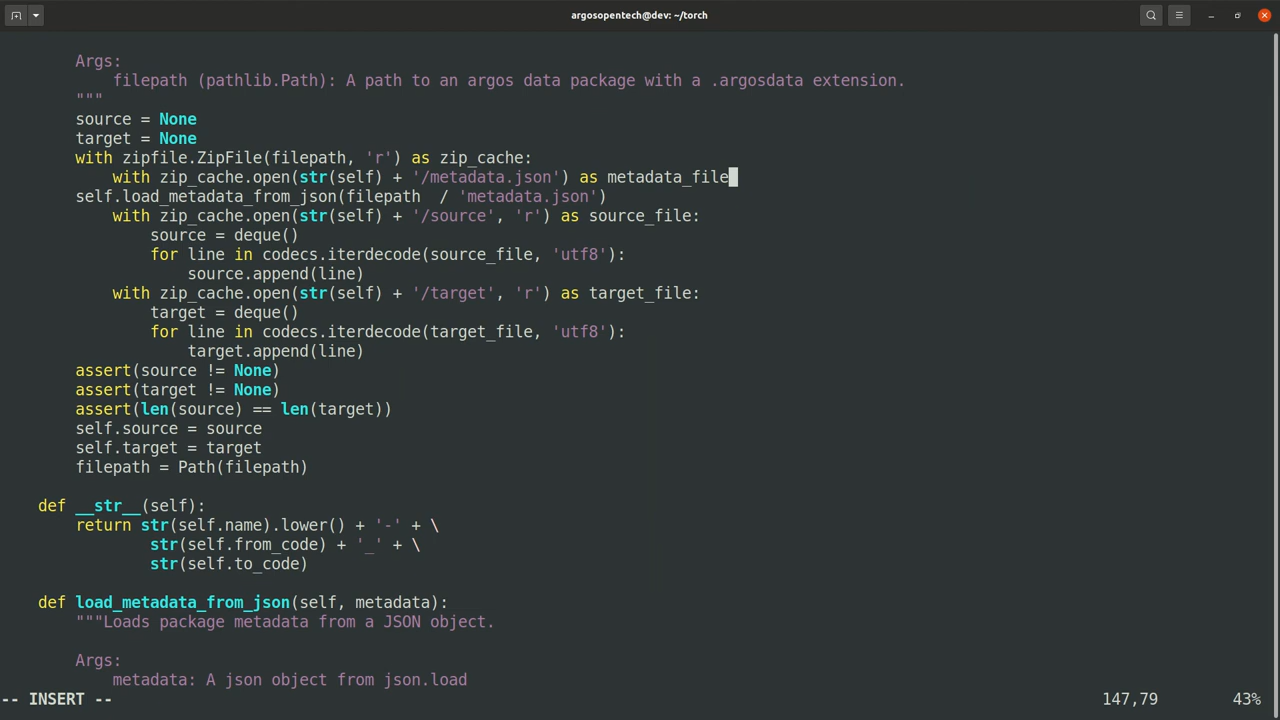 argosopentech@dev: ~/torch
Args:
filepath (pathlib.Path): A path to an argos data package with a .argosdata extension.
"""
source = None
target = None
with zipfile.ZipFile(filepath, 'r') as zip_cache:
with zip_cache.open(str(self) + '/metadata.json') as metadata_file
self.load_metadata_from_json(filepath  / 'metadata.json')
with zip_cache.open(str(self) + '/source', 'r') as source_file:
source = deque()
for line in codecs.iterdecode(source_file, 'utf8'):
source.append(line)
with zip_cache.open(str(self) + '/target', 'r') as target_file:
target = deque()
for line in codecs.iterdecode(target_file, 'utf8'):
target.append(line)
assert(source != None)
assert(target != None)
assert(len(source) == len(target))
self.source = source
self.target = target
filepath = Path(filepath)
def __str__(self):
return str(self.name).lower() + '-' + \
str(self.from_code) + '_' + \
str(self.to_code)
def load_metadata_from_json(self, metadata):
"""Loads package metadata from a JSON object.
Args:
metadata: A json object from json.load
-- INSERT -- 147,79 43%